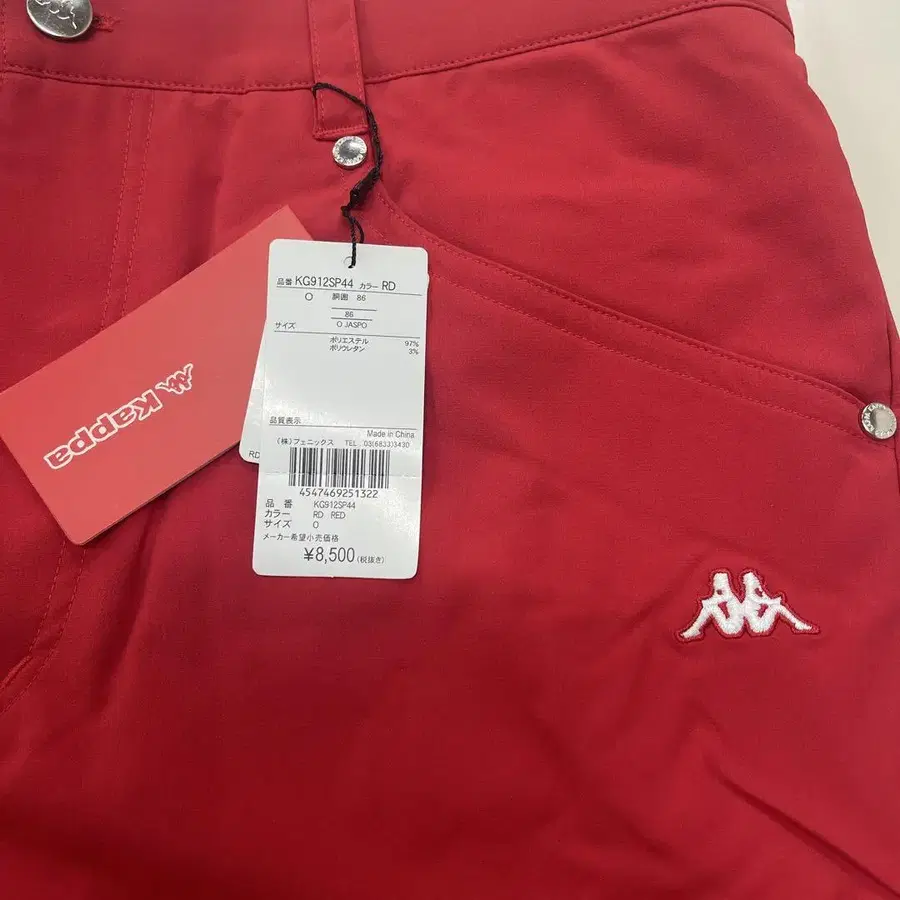 品番 KG912SP44 カラー RD
O 胴囲 86
86
サイズ O JASPO
ポリエステル 97%
ポリウレタン 3%
品質表示
Made in China
(株)フェニックス TEL 03(6833)3430
4547469251322
品番 KG912SP44
カラー RD RED
サイズ O
メーカー希望小売価格
¥8,500(税抜き)
Kappa
RD